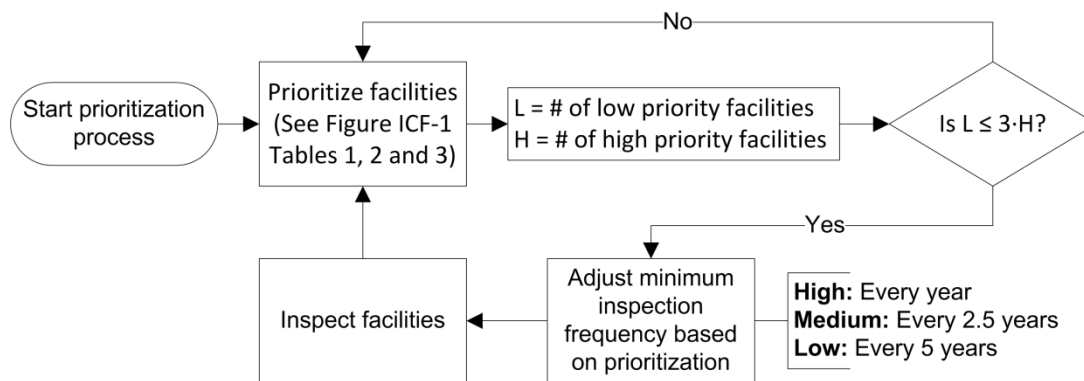 No
Start prioritization
process
Prioritize facilities
(See Figure ICF-1
Tables 1, 2 and 3)
L = # of low priority facilities
H = # of high priority facilities
Is L ≤ 3·H?
Yes
Inspect facilities
Adjust minimum
inspection
frequency based
on prioritization
High: Every year
Medium: Every 2.5 years
Low: Every 5 years